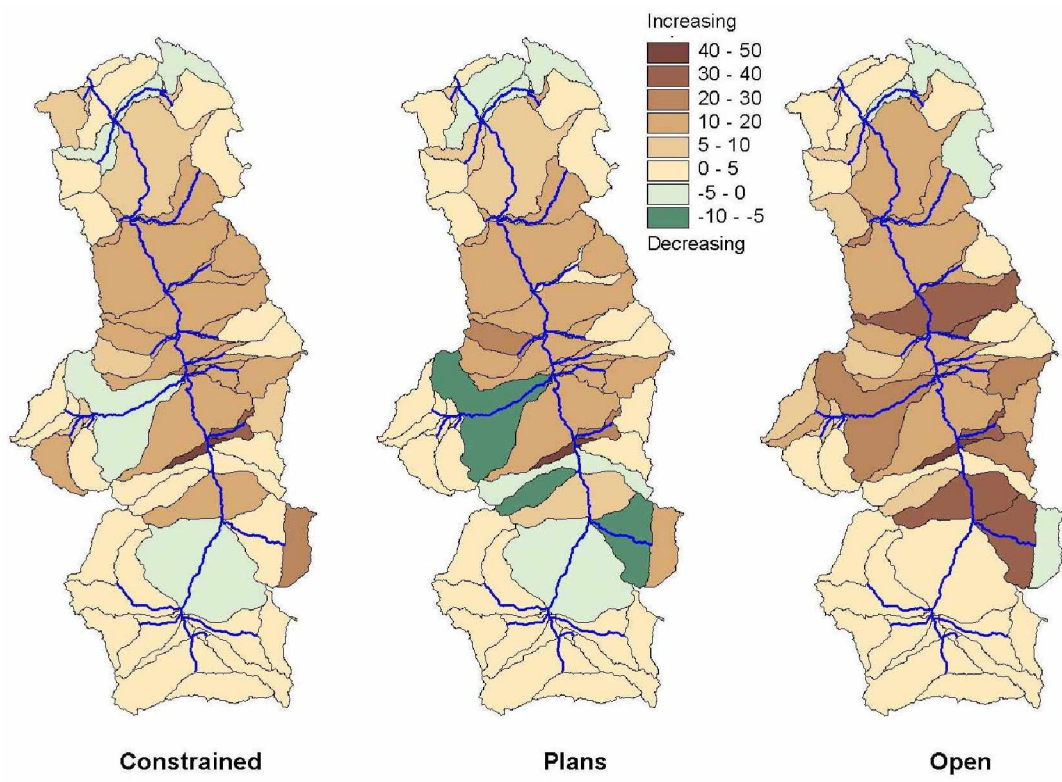 Increasing
40 - 50
30 - 40
20 - 30
10 - 20
5 - 10
0 - 5
-5 - 0
-10 - -5
Decreasing
Constrained
Plans
Open